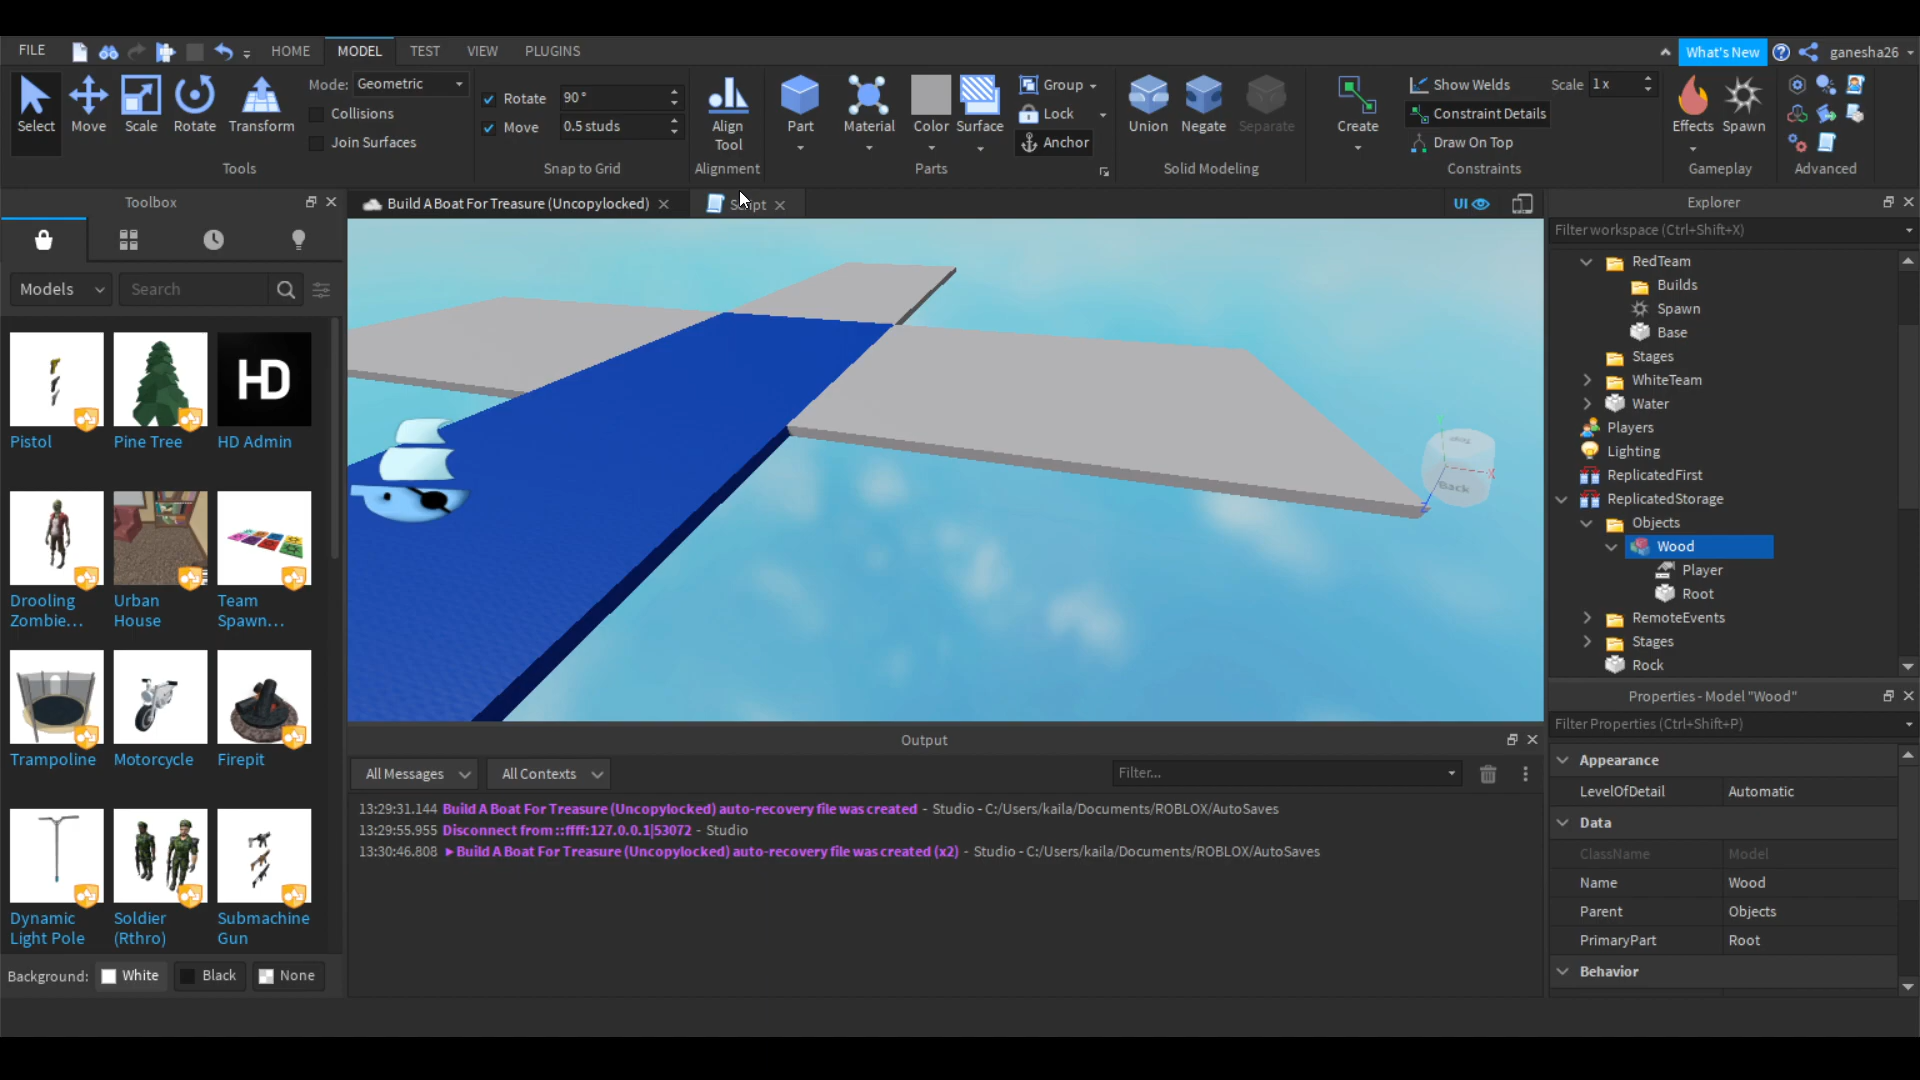 FILE HOME MODEL TEST VIEW PLUGINS What's New ganesha26
Select Move Scale Rotate Transform
Mode: Geometric
Collisions
Join Surfaces
Tools
Rotate 90°
Move 0.5 studs
Snap to Grid
Align Tool
Alignment
Part Material Color Surface
Group
Lock
Anchor
Parts
Union Negate Separate
Solid Modeling
Create
Show Welds
Constraint Details
Draw On Top
Scale 1 x
Constraints
Effects Spawn
Gameplay
Advanced
Toolbox
Models Search
Pistol Pine Tree HD Admin
HD
Drooling Zombie... Urban House Team Spawn...
Trampoline Motorcycle Firepit
Dynamic Light Pole Soldier (Rthro) Submachine Gun
Background: White Black None
Build A Boat For Treasure (Uncopylocked) Script
UI
Back
Output
All Messages All Contexts Filter...
13:29:31.144 Build A Boat For Treasure (Uncopylocked) auto-recovery file was created - Studio - C:/Users/kaila/Documents/ROBLOX/AutoSaves
13:29:55.955 Disconnect from ::ffff:127.0.0.1|53072 - Studio
13:30:46.808 Build A Boat For Treasure (Uncopylocked) auto-recovery file was created (x2) - Studio - C:/Users/kaila/Documents/ROBLOX/AutoSaves
Explorer
Filter workspace (Ctrl+Shift+X)
RedTeam
Builds
Spawn
Base
Stages
WhiteTeam
Water
Players
Lighting
ReplicatedFirst
ReplicatedStorage
Objects
Wood
Player
Root
RemoteEvents
Stages
Rock
Properties - Model "Wood"
Filter Properties (Ctrl+Shift+P)
Appearance
LevelOfDetail Automatic
Data
ClassName Model
Name Wood
Parent Objects
PrimaryPart Root
Behavior